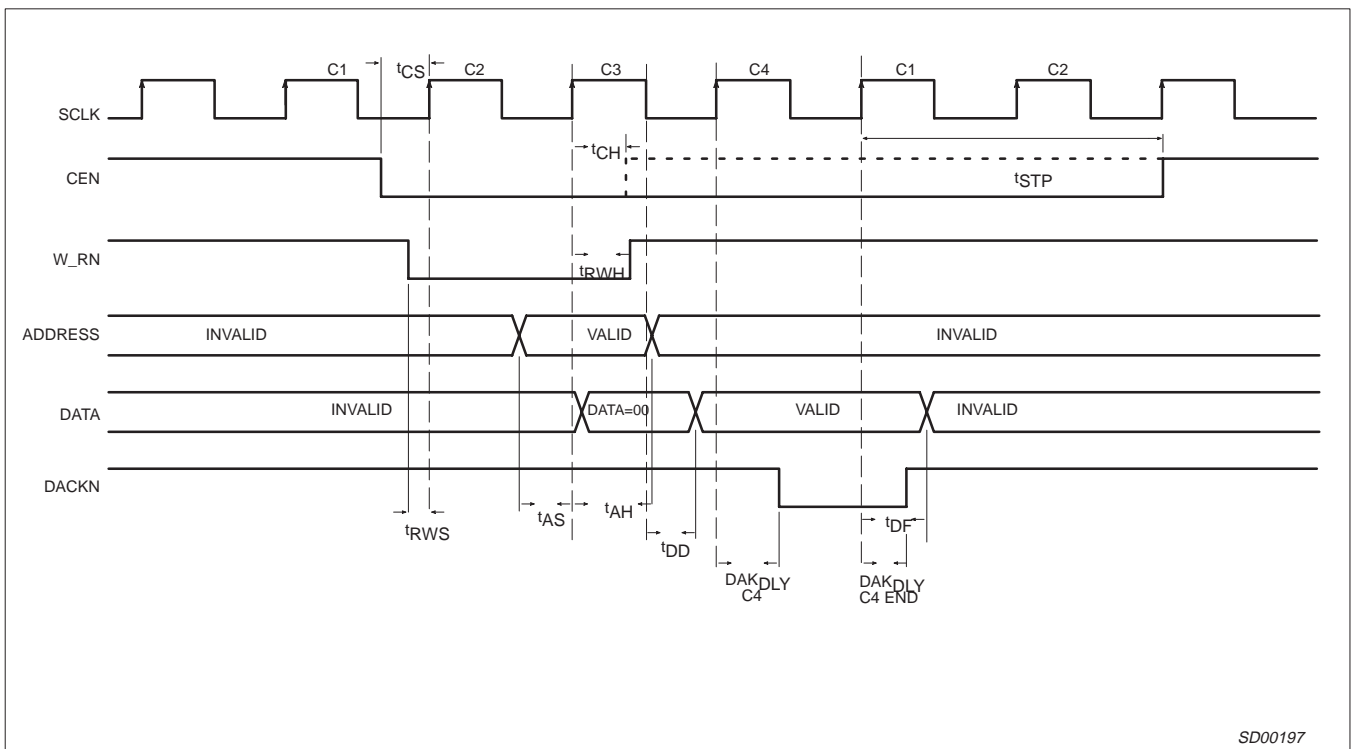 C1
tCS
C2
C3
C4
C1
C2
SCLK
tCH
CEN
tSTP
W_RN
tRWH
ADDRESS
INVALID
VALID
INVALID
DATA
INVALID
DATA=00
VALID
INVALID
DACKN
tRWS
tAS
tAH
tDD
tDF
DAKDLY
C4
DAKDLY
C4 END
SD00197